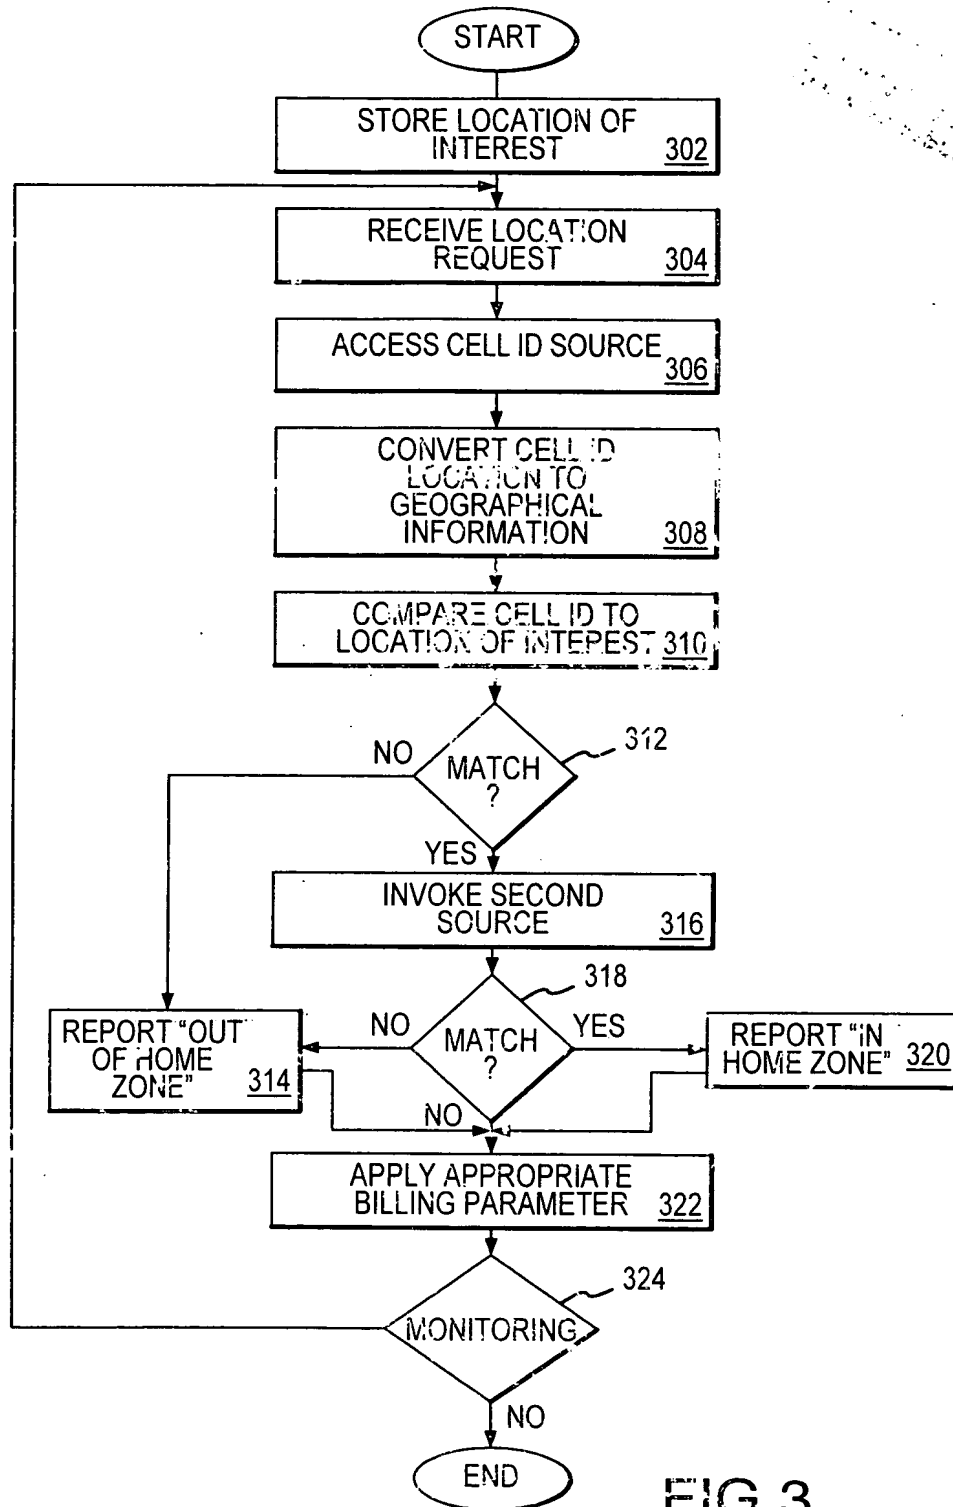 START
STORE LOCATION OF
INTEREST 302
RECEIVE LOCATION
REQUEST 304
ACCESS CELL ID SOURCE
306
CONVERT CELL ID
LOCATION TO
GEOGRAPHICAL
INFORMATION 308
COMPARE CELL ID TO
LOCATION OF INTEREST 310
312
NO
MATCH
?
YES
INVOKE SECOND
SOURCE 316
318
NO
MATCH
?
YES
REPORT "OUT
OF HOME
ZONE" 314
REPORT "IN
HOME ZONE" 320
NO
APPLY APPROPRIATE
BILLING PARAMETER 322
324
MONITORING
NO
END
FIG.3